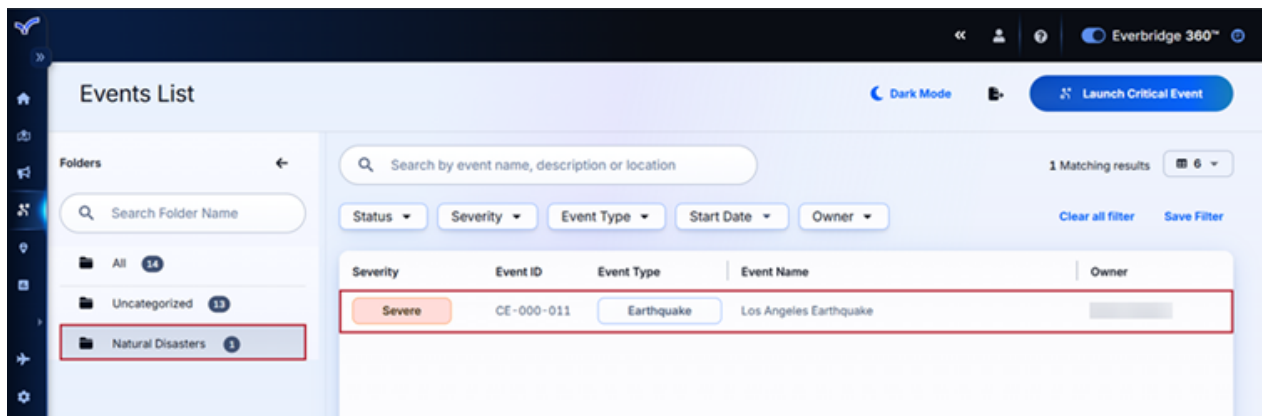 Everbridge 360™
Events List
Dark Mode
Launch Critical Event
Folders
Search Folder Name
All 14
Uncategorized 13
Natural Disasters 1
Search by event name, description or location
1 Matching results
6
Status
Severity
Event Type
Start Date
Owner
Clear all filter
Save Filter
Severity Event ID Event Type Event Name Owner
Severe CE-000-011 Earthquake Los Angeles Earthquake